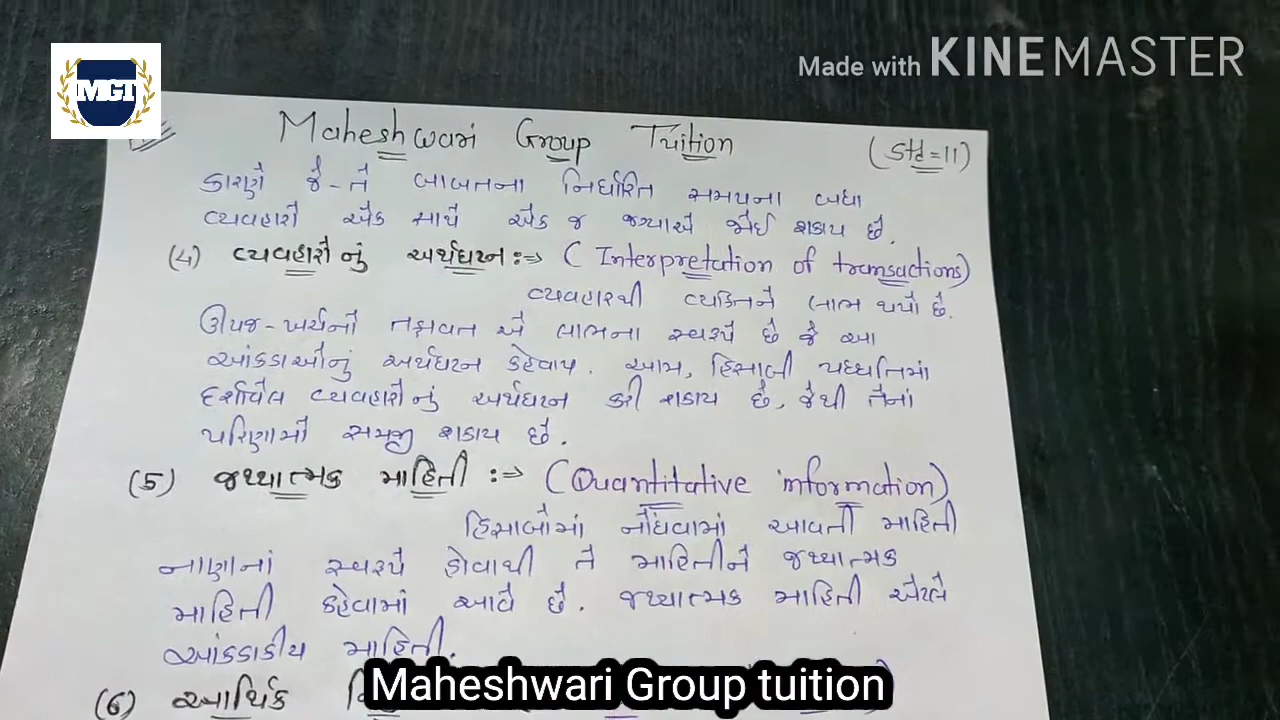 MGI
Made with KINEMASTER
Maheshwari Group Tuition (Std=11)
કારણે જે-તે બાબતના નિર્ધારિત સમયના બધા
વ્યવહારો એક સાથે એક જ જગ્યાએ જોઈ શકાય છે.
(4) વ્યવહારોનું અર્થઘટન :⇒ (Interpretation of transactions)
વ્યવહારથી વ્યકિતને લાભ થયો છે.
ઊપજ-ખર્ચનો તફાવત એ લાભના સ્વરૂપે છે જે આ
આંકડાઓનું અર્થઘટન કહેવાય. આમ, હિસાબી પધ્ધતિમાં
દર્શાવેલ વ્યવહારોનું અર્થઘટન કરી શકાય છે, જેથી તેનાં
પરિણામો સમજી શકાય છે.
(5) જથ્થાત્મક માહિતી :⇒ (Quantitative information)
હિસાબોમાં નોંધવામાં આવતી માહિતી
નાણાનાં સ્વરૂપે હોવાથી તે માહિતીને જથ્થાત્મક
માહિતી કહેવામાં આવે છે. જથ્થાત્મક માહિતી એટલે
આંકડાકીય માહિતી.
(6) આર્થિક
Maheshwari Group tuition